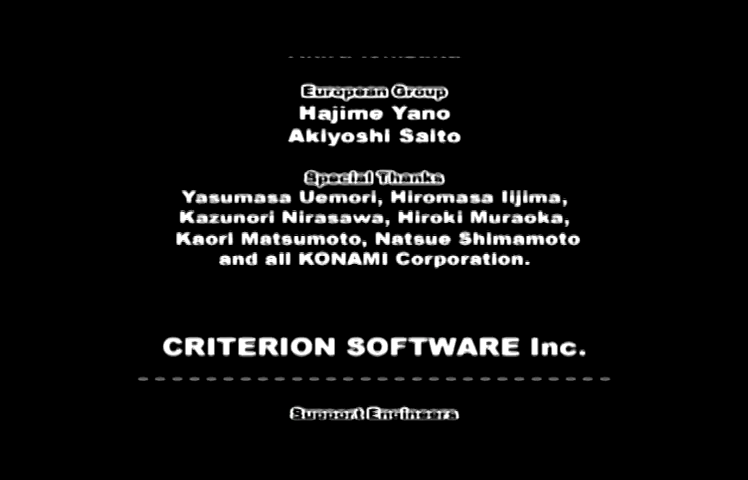 European Group
Hajime Yano
Akiyoshi Saito
Special Thanks
Yasumasa Uemori, Hiromasa Iijima,
Kazunori Nirasawa, Hiroki Muraoka,
Kaori Matsumoto, Natsue Shimamoto
and all KONAMI Corporation.
CRITERION SOFTWARE Inc.
Support Engineers